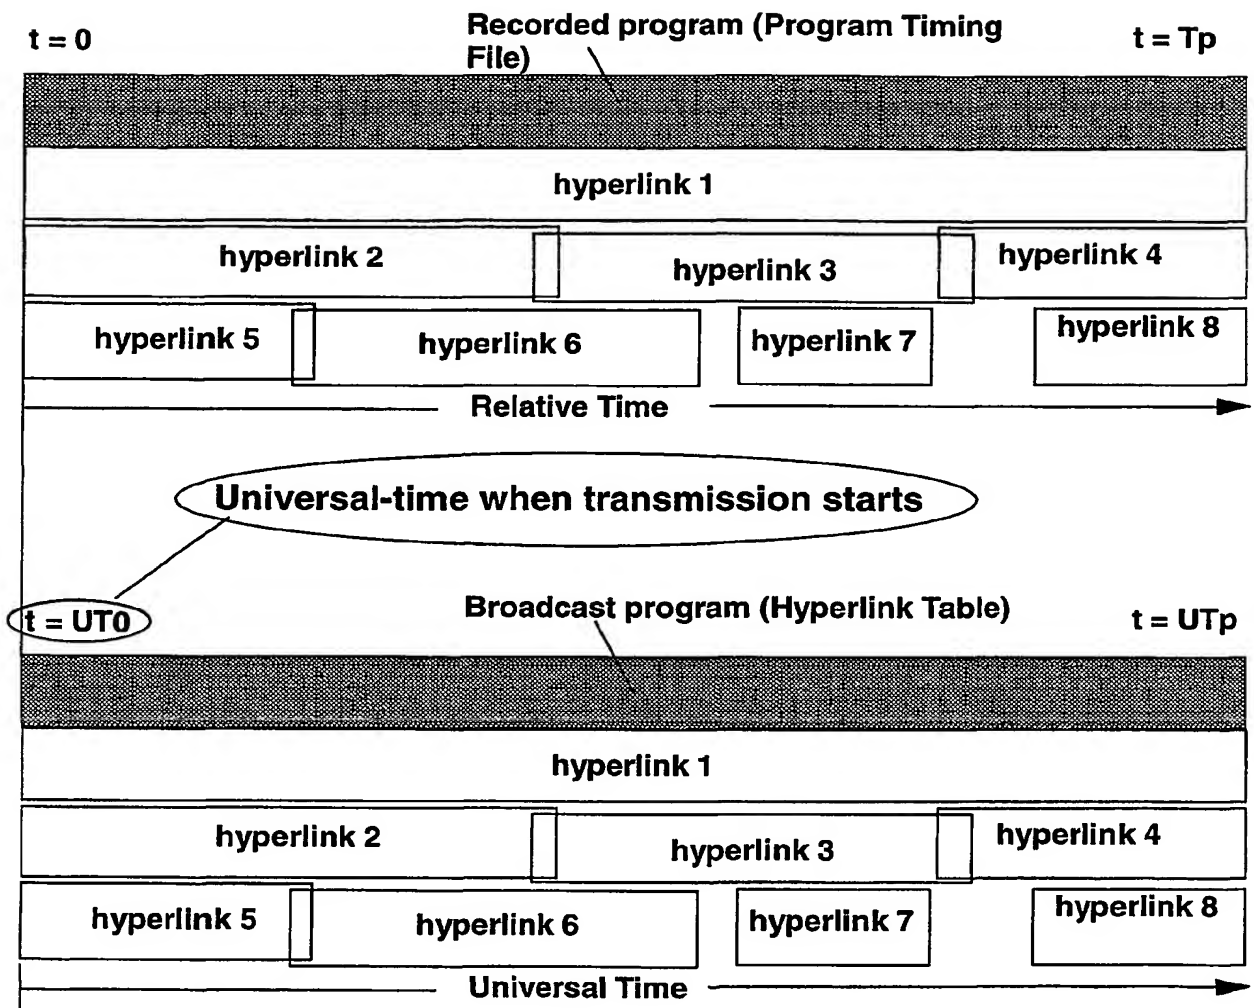 t = 0
Recorded program (Program Timing
File)
t = Tp
hyperlink 1
hyperlink 2
hyperlink 3
hyperlink 4
hyperlink 5
hyperlink 6
hyperlink 7
hyperlink 8
Relative Time
Universal-time when transmission starts
t = UT0
Broadcast program (Hyperlink Table)
t = UTp
hyperlink 1
hyperlink 2
hyperlink 3
hyperlink 4
hyperlink 5
hyperlink 6
hyperlink 7
hyperlink 8
Universal Time